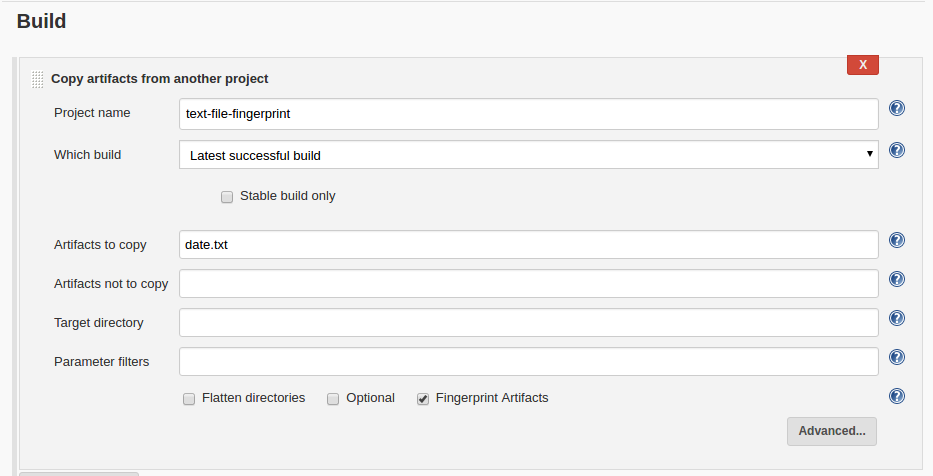 Build
X
Copy artifacts from another project
Project name
text-file-fingerprint
?
Which build
Latest successful build
?
Stable build only
Artifacts to copy
date.txt
?
Artifacts not to copy
?
Target directory
?
Parameter filters
?
Flatten directories
Optional
Fingerprint Artifacts
?
Advanced...